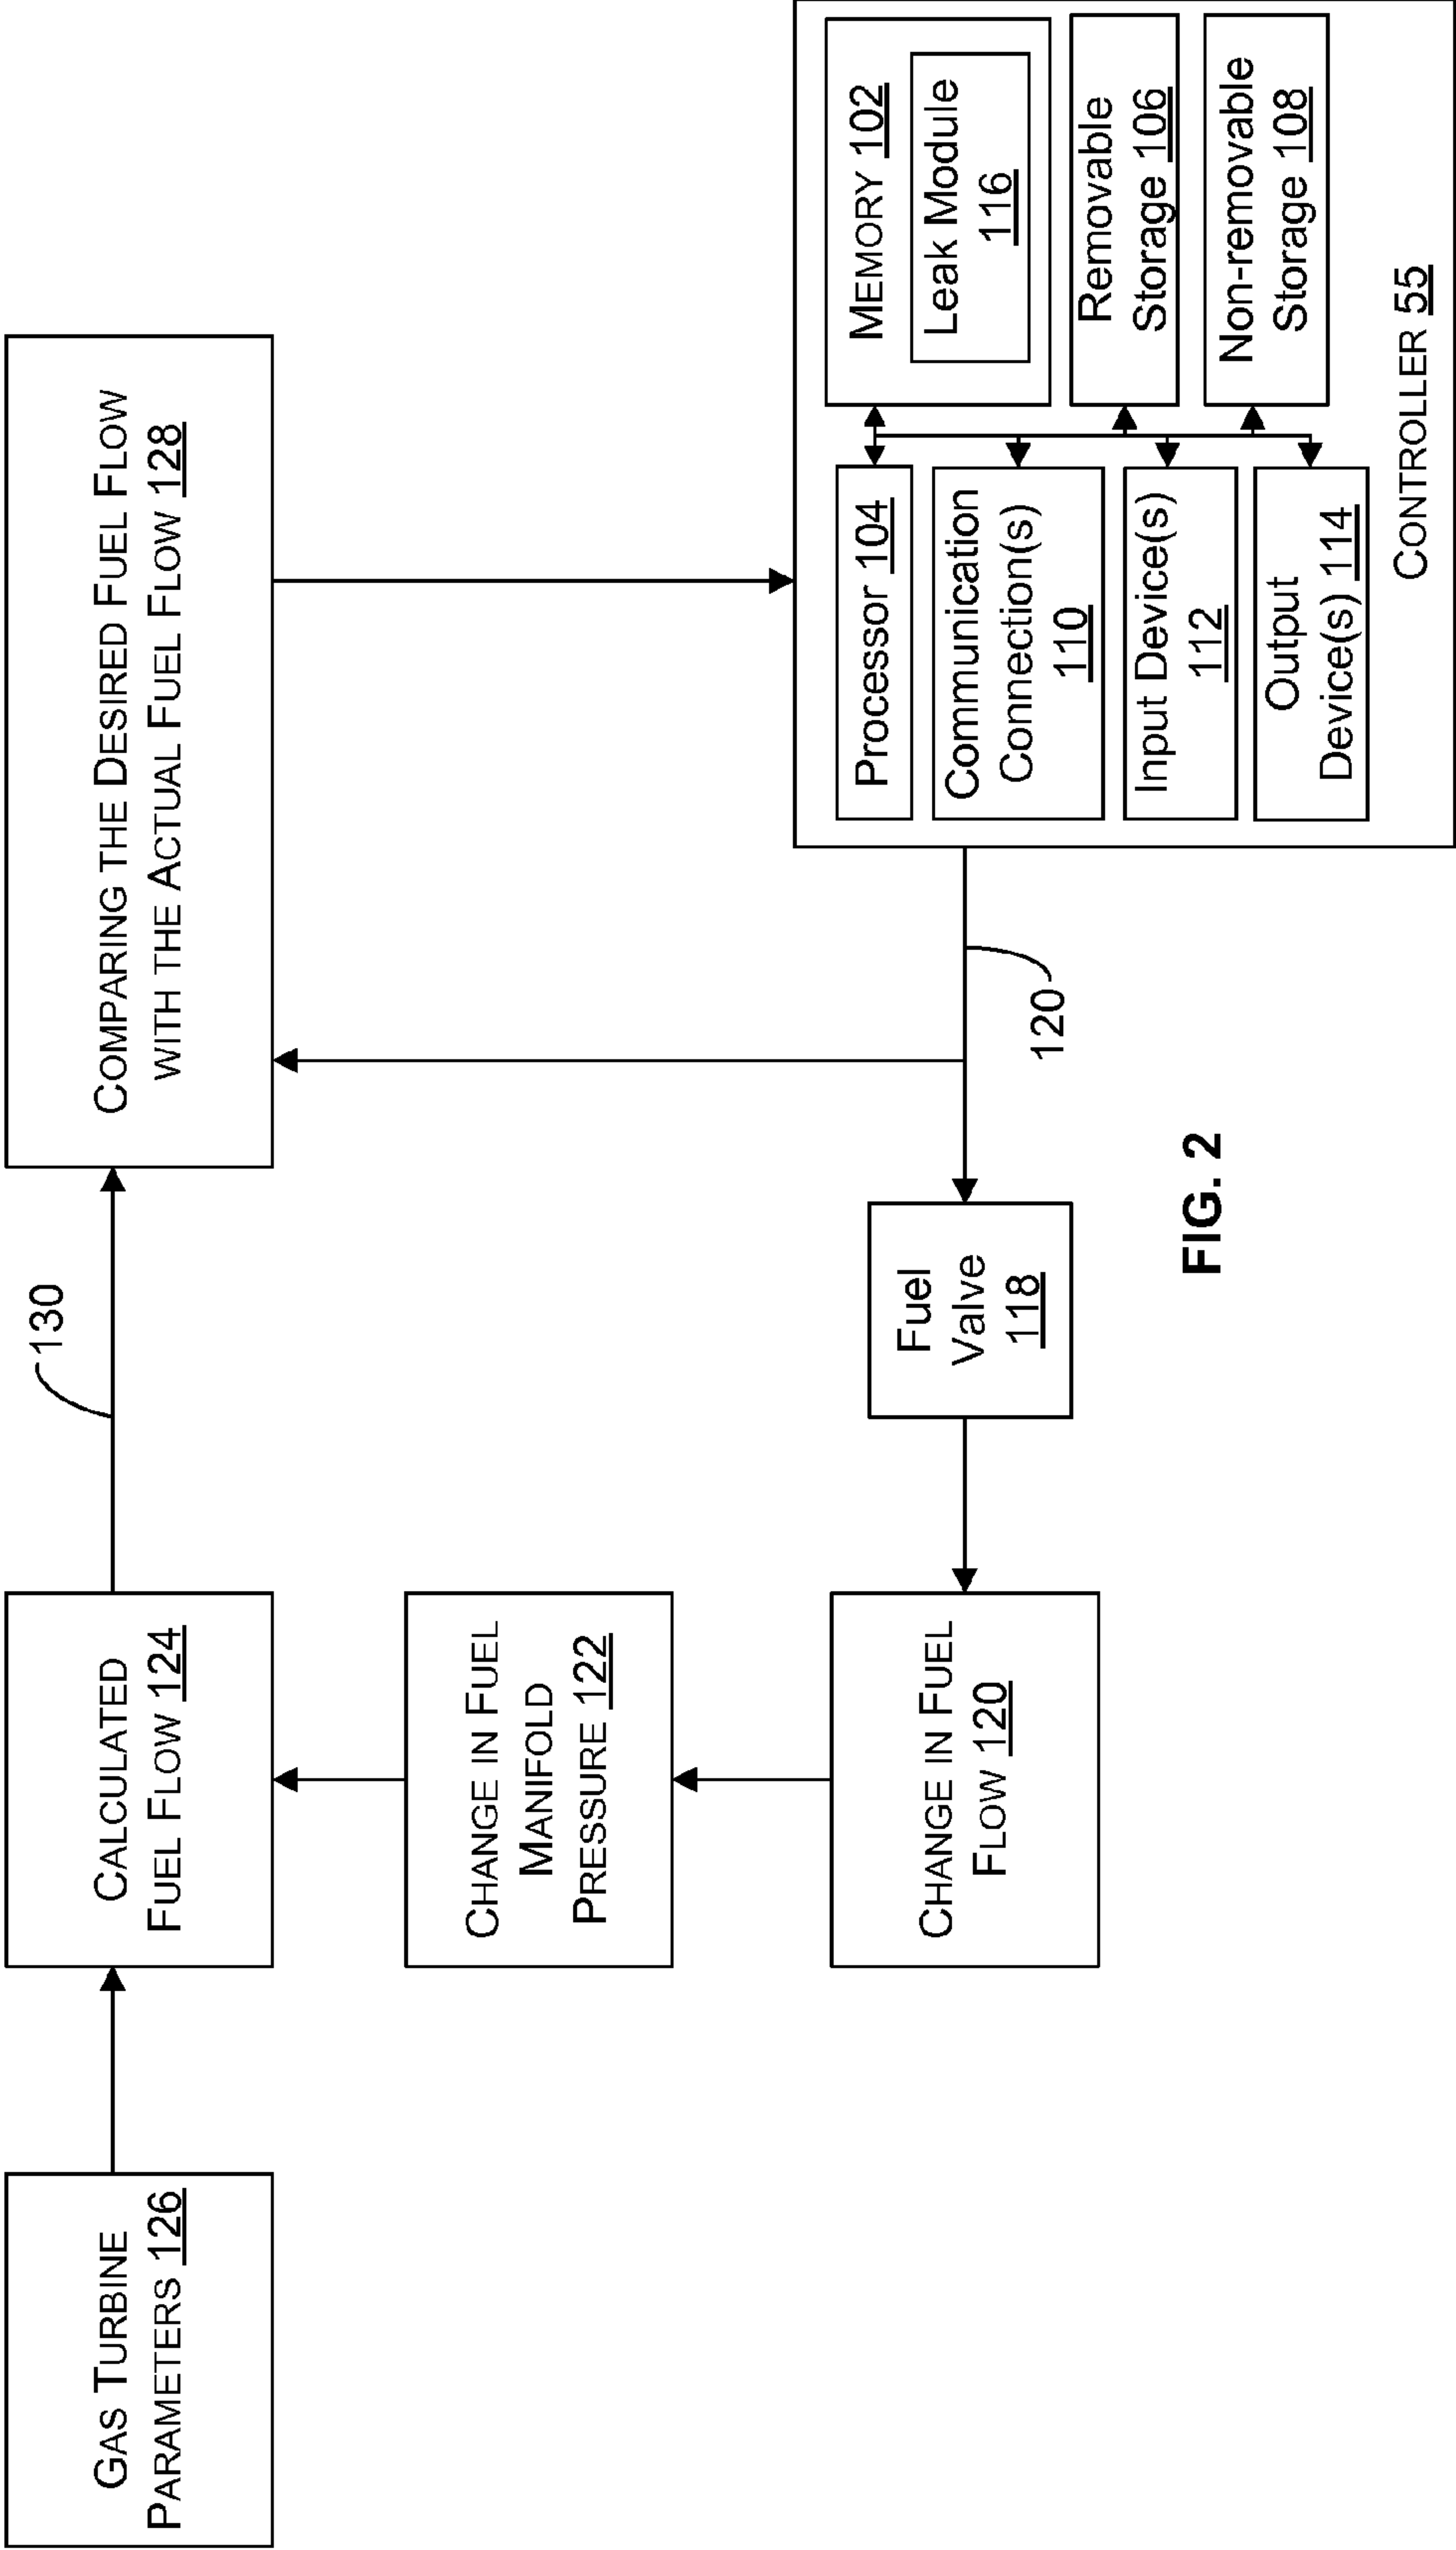 GAS TURBINE
PARAMETERS 126
CALCULATED
FUEL FLOW 124
130
COMPARING THE DESIRED FUEL FLOW
WITH THE ACTUAL FUEL FLOW 128
CHANGE IN FUEL
MANIFOLD
PRESSURE 122
CHANGE IN FUEL
FLOW 120
Fuel
Valve
118
120
Processor 104
Communication
Connection(s)
110
Input Device(s)
112
Output
Device(s) 114
MEMORY 102
Leak Module
116
Removable
Storage 106
Non-removable
Storage 108
CONTROLLER 55
FIG. 2